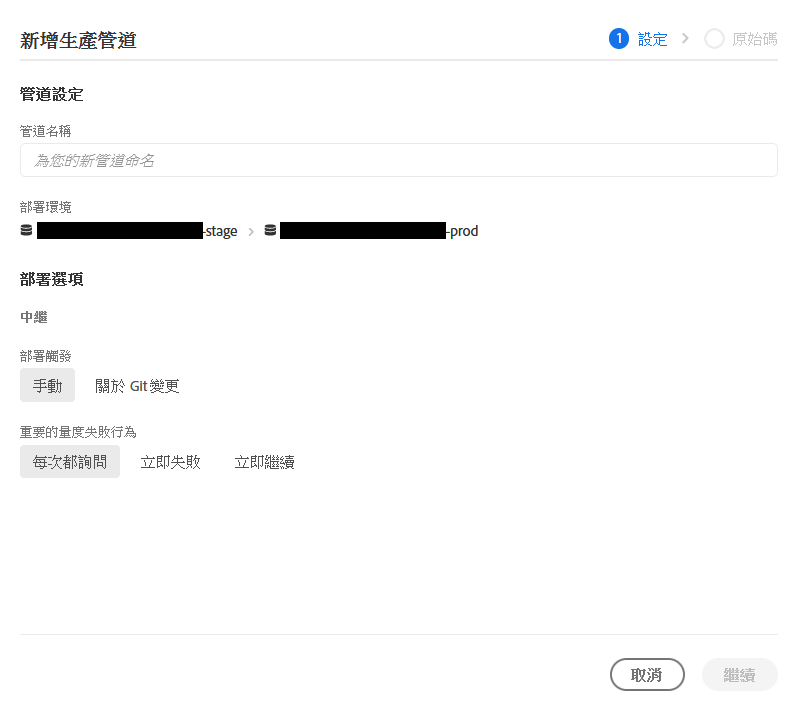 新增生產管道
1 設定 原始碼
管道設定
管道名稱
為您的新管道命名
部署環境
-stage -prod
部署選項
中繼
部署觸發
手動 關於 Git 變更
重要的量度失敗行為
每次都詢問 立即失敗 立即繼續
取消 繼續